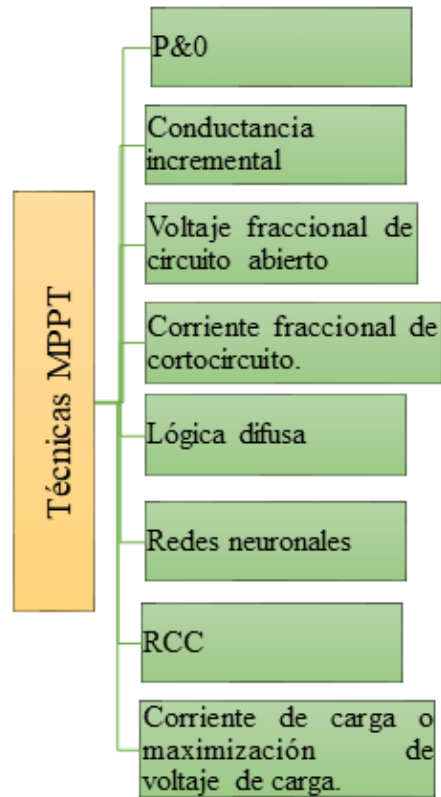 Técnicas MPPT
P&0
Conductancia
incremental
Voltaje fraccional de
circuito abierto
Corriente fraccional de
cortocircuito.
Lógica difusa
Redes neuronales
RCC
Corriente de carga o
maximización de
voltaje de carga.